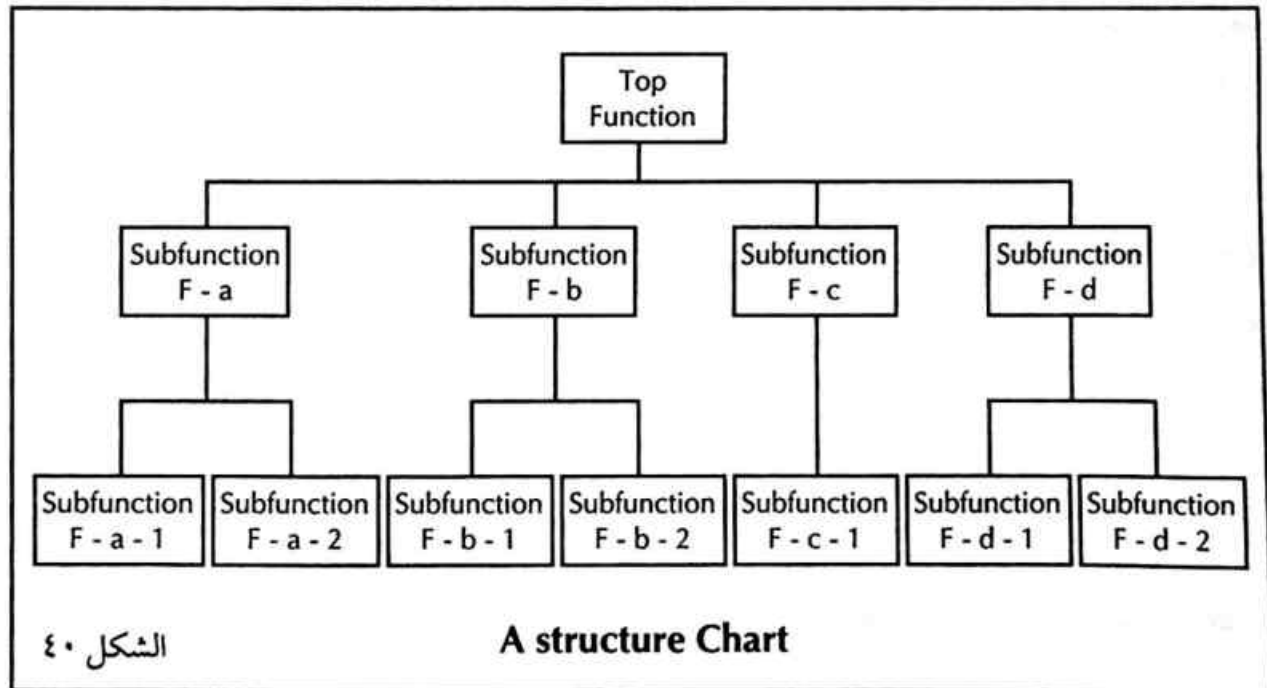 Top
Function
Subfunction
F - a
Subfunction
F - b
Subfunction
F - c
Subfunction
F - d
Subfunction
F - a - 1
Subfunction
F - a - 2
Subfunction
F - b - 1
Subfunction
F - b - 2
Subfunction
F - c - 1
Subfunction
F - d - 1
Subfunction
F - d - 2
A structure Chart
الشكل ٤٠